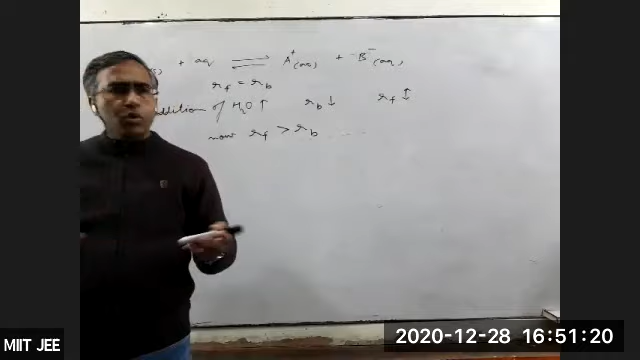 + aq ⇌ A⁺(aq) + B⁻(aq)
r_f = r_b
addition of H₂O ↑ r_b ↓ r_f ↕
now r_f > r_b ....
MIIT JEE
2020-12-28 16:51:20